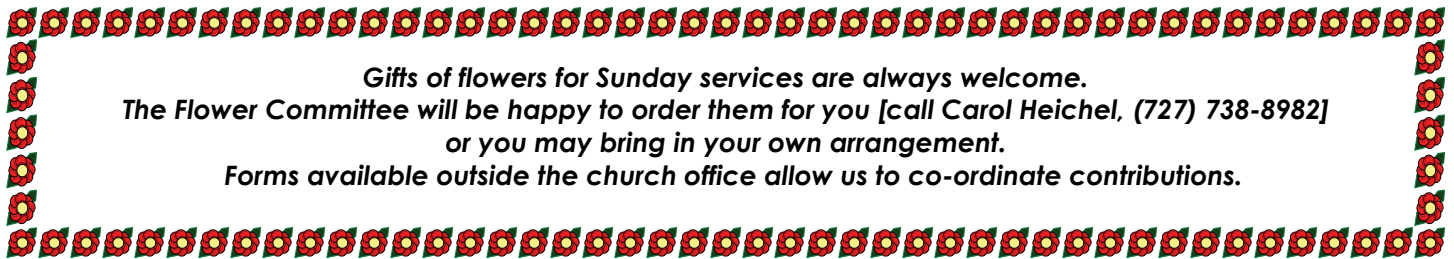 Gifts of flowers for Sunday services are always welcome.
The Flower Committee will be happy to order them for you [call Carol Heichel, (727) 738-8982]
or you may bring in your own arrangement.
Forms available outside the church office allow us to co-ordinate contributions.